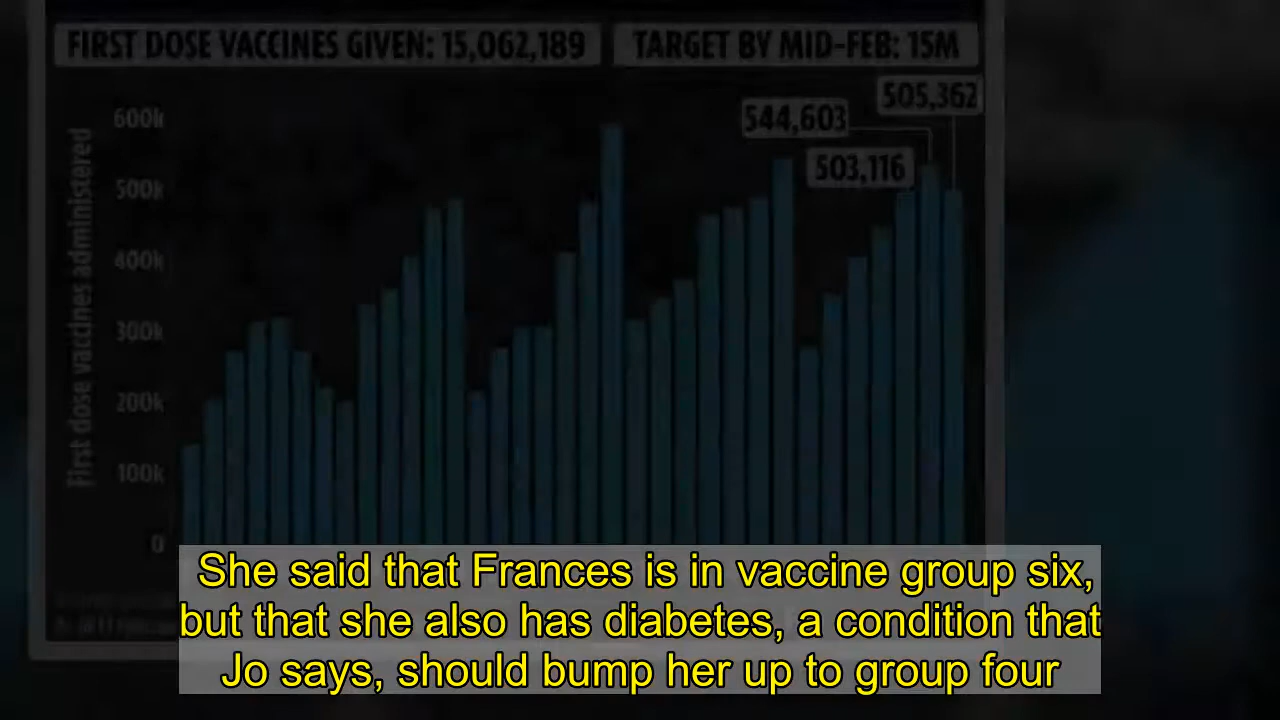 FIRST DOSE VACCINES GIVEN: 15,062,189
TARGET BY MID-FEB: 15M
505,362
544,603
503,116
First dose vaccines administered
600k
500k
400k
300k
200k
100k
0
She said that Frances is in vaccine group six,
but that she also has diabetes, a condition that
Jo says, should bump her up to group four